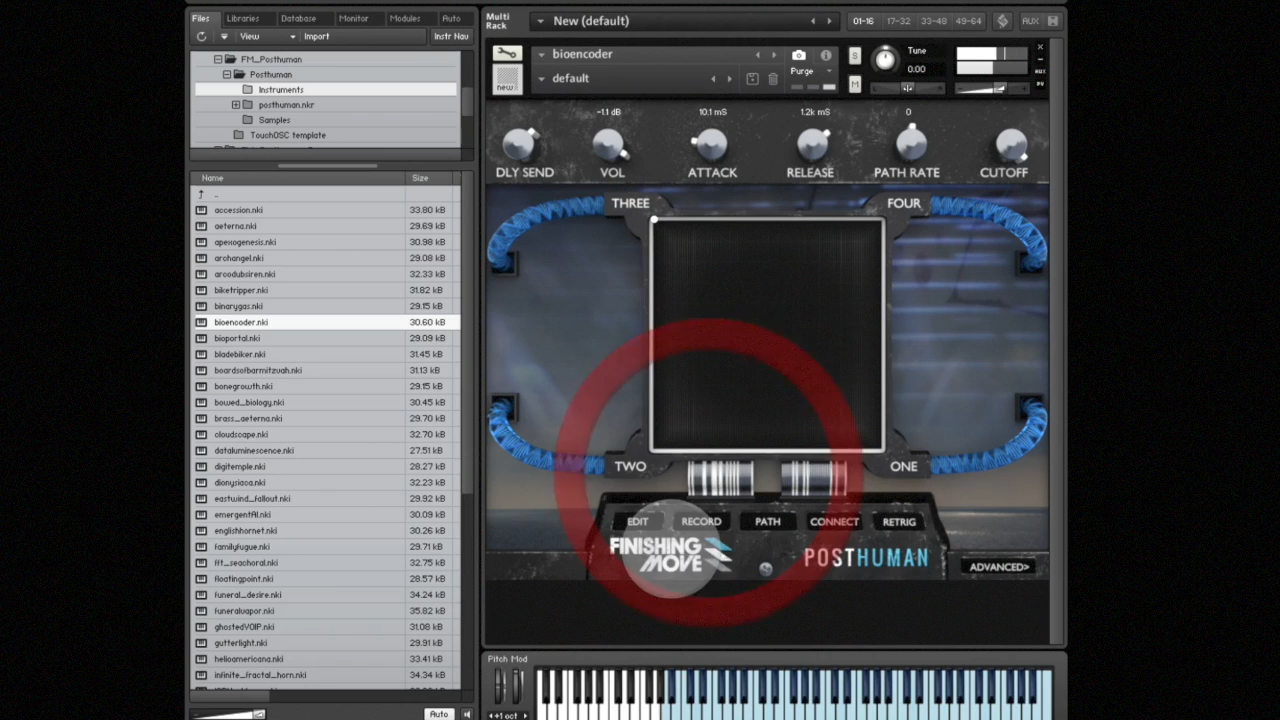 Files Libraries Database Monitor Modules Auto
View Import Instr Nav
FM_Posthuman
Posthuman
Instruments
posthuman.nkr
Samples
TouchOSC template
Name Size
..
accession.nki 33.80 kB
aeterna.nki 29.69 kB
apexogenesis.nki 30.98 kB
archangel.nki 29.08 kB
arcodubsiren.nki 32.33 kB
biketripper.nki 31.82 kB
binarygas.nki 29.15 kB
bioencoder.nki 30.60 kB
bioportal.nki 29.09 kB
bladebiker.nki 31.45 kB
boardsofbarmitzvah.nki 31.13 kB
bonegrowth.nki 29.15 kB
bowed_biology.nki 30.45 kB
brass_aeterna.nki 29.70 kB
cloudscape.nki 32.70 kB
dataluminescence.nki 27.51 kB
digitemple.nki 28.27 kB
dionysiaca.nki 32.23 kB
eastwind_fallout.nki 29.92 kB
emergentAI.nki 30.09 kB
englishhornet.nki 30.26 kB
familyfugue.nki 29.71 kB
fft_seachoral.nki 32.75 kB
floatingpoint.nki 28.57 kB
funeral_desire.nki 34.24 kB
funeralvapor.nki 35.82 kB
ghostedVOIP.nki 31.08 kB
gutterlight.nki 29.91 kB
helioamericana.nki 33.41 kB
infinite_fractal_horn.nki 34.34 kB
Auto
Multi Rack New (default) 01-16 17-32 33-48 49-64 AUX
bioencoder
default
new
Purge
S
M
Tune
0.00
AUX
PV
-1.1 dB 10.1 mS 1.2k mS 0
DLY SEND VOL ATTACK RELEASE PATH RATE CUTOFF
THREE FOUR
TWO ONE
EDIT RECORD PATH CONNECT RETRIG
FINISHING MOVE
POSTHUMAN
ADVANCED>
Pitch Mod
+1 oct